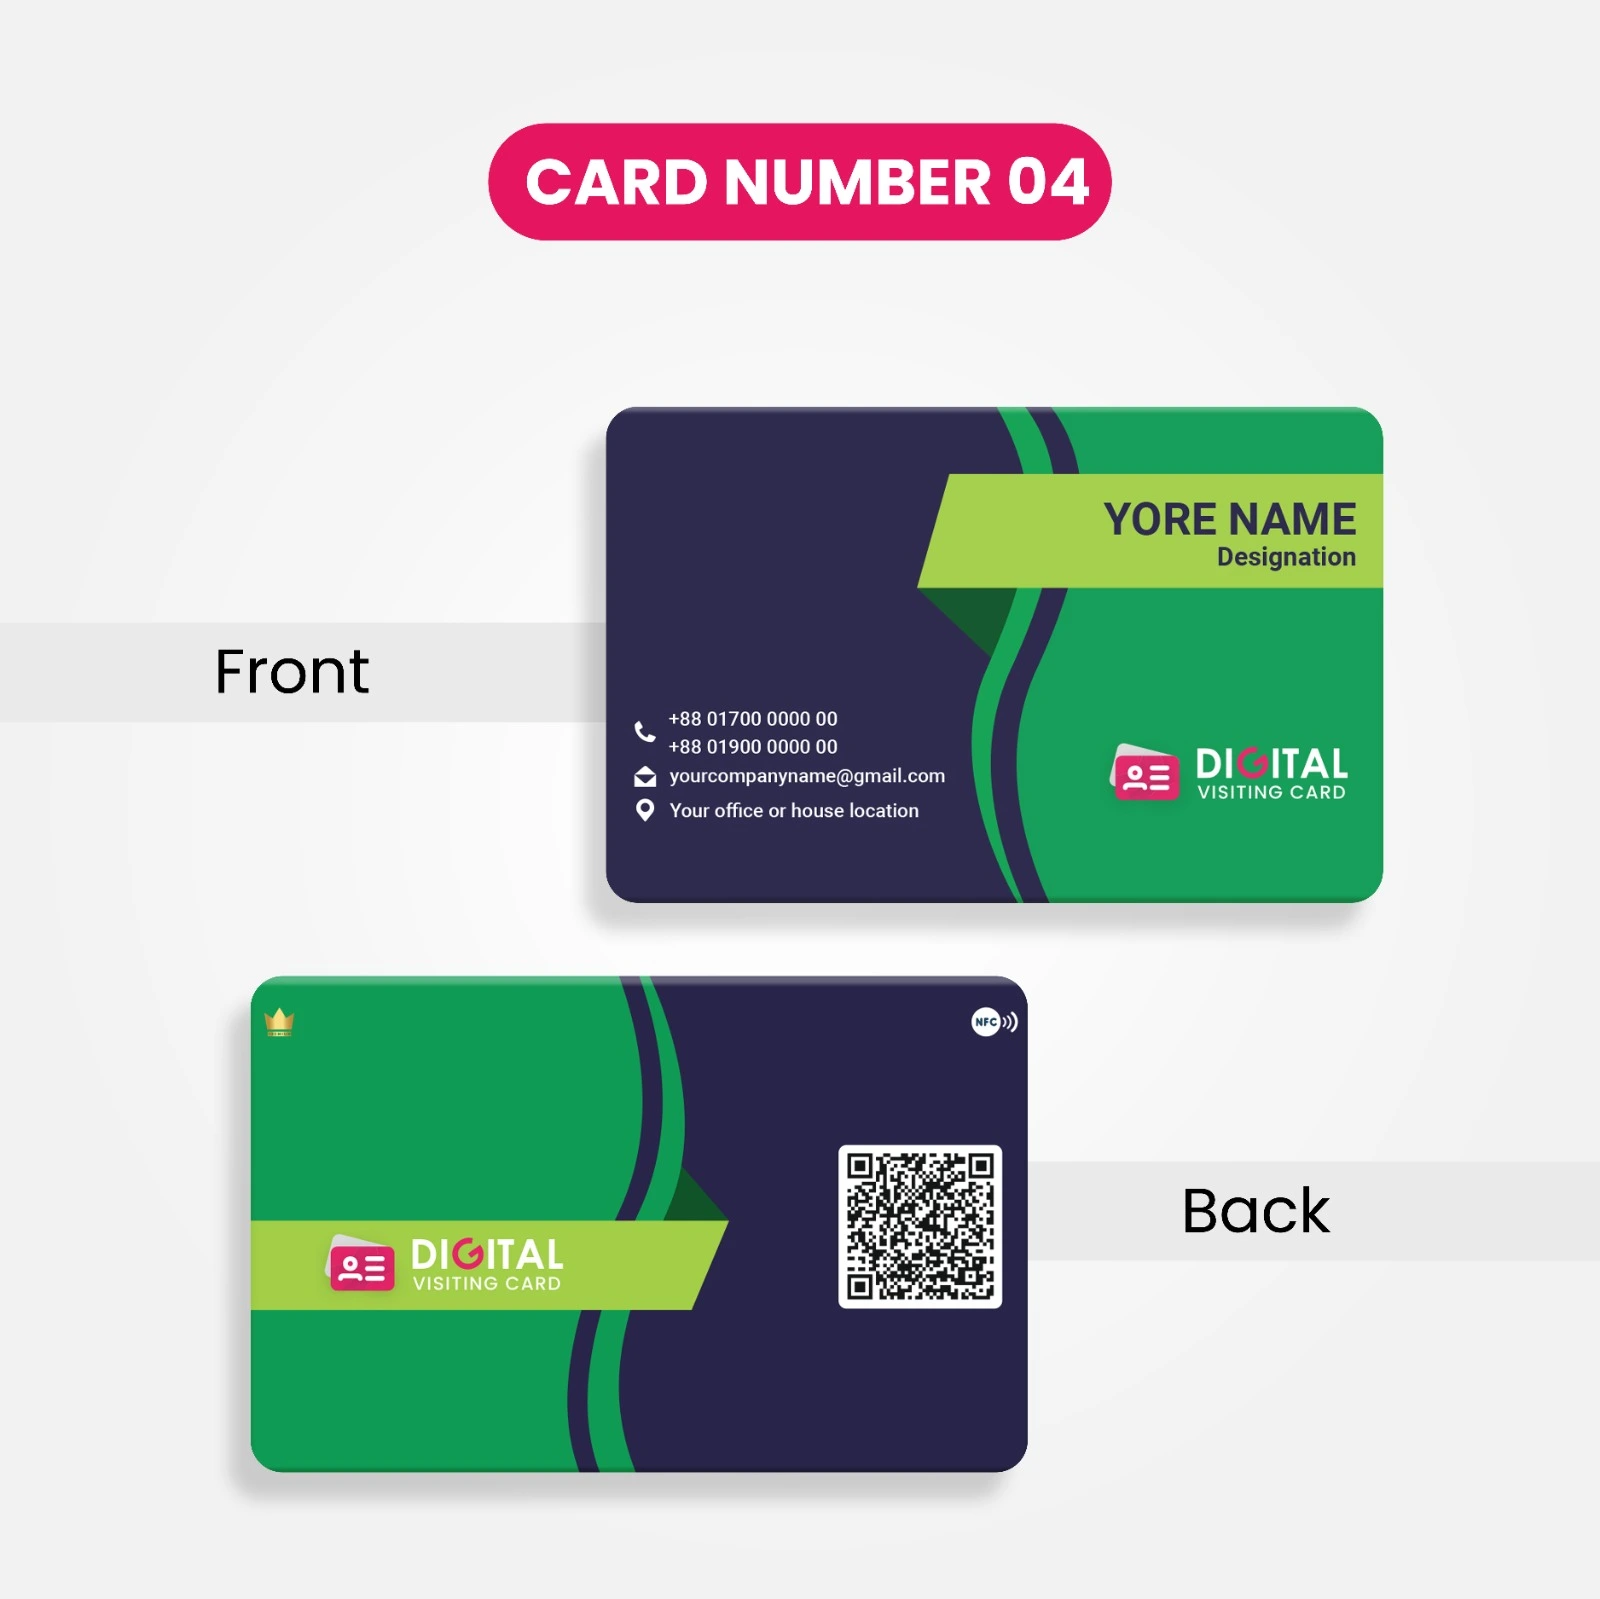 CARD NUMBER 04
YORE NAME
Designation
Front
+88 01700 0000 00
+88 01900 0000 00
yourcompanyname@gmail.com
Your office or house location
DIGITAL
VISITING CARD
NFC
Back
DIGITAL
VISITING CARD